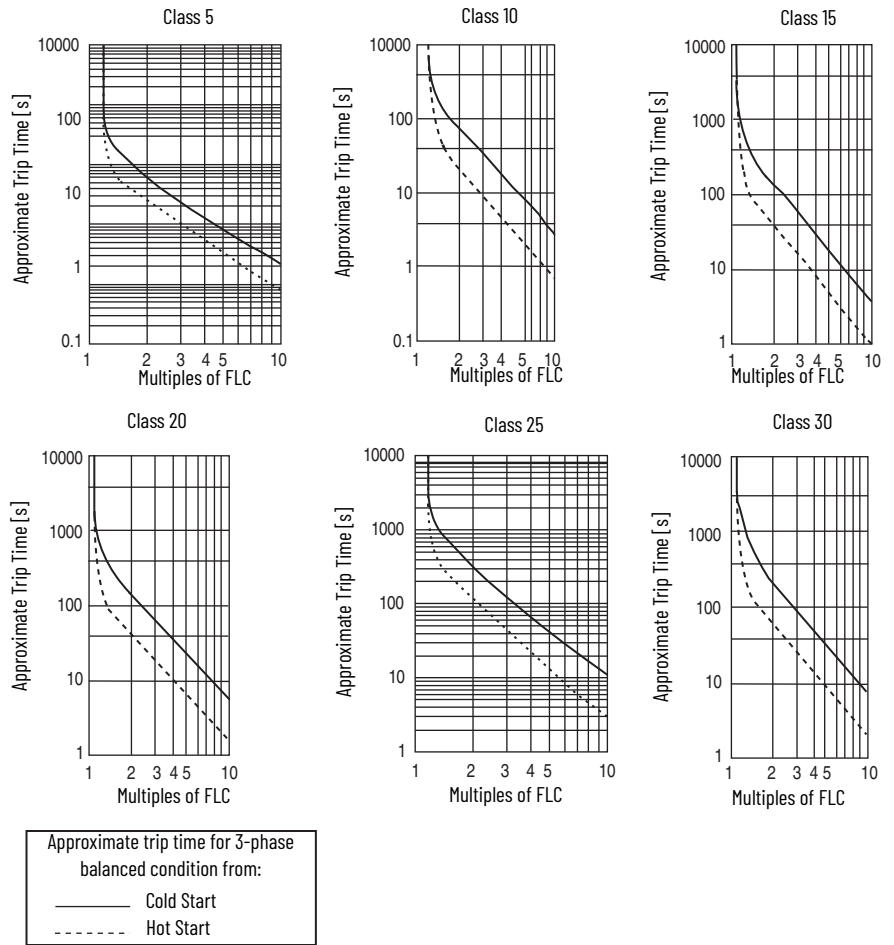 Class 5
Approximate Trip Time [s]
10000
100
10
1
0.1
1 2 3 4 5 10
Multiples of FLC
Class 10
Approximate Trip Time [s]
10000
1000
100
10
1
0.1
1 2 3 4 5 10
Multiples of FLC
Class 15
Approximate Trip Time [s]
10000
1000
100
10
1
1 2 3 4 5 10
Multiples of FLC
Class 20
Approximate Trip Time [s]
10000
1000
100
10
1
1 2 3 4 5 10
Multiples of FLC
Class 25
Approximate Trip Time [s]
10000
1000
100
10
1
1 2 3 4 5 10
Multiples of FLC
Class 30
Approximate Trip Time [s]
10000
1000
100
10
1
1 2 3 4 5 10
Multiples of FLC
Approximate trip time for 3-phase
balanced condition from:
Cold Start
Hot Start